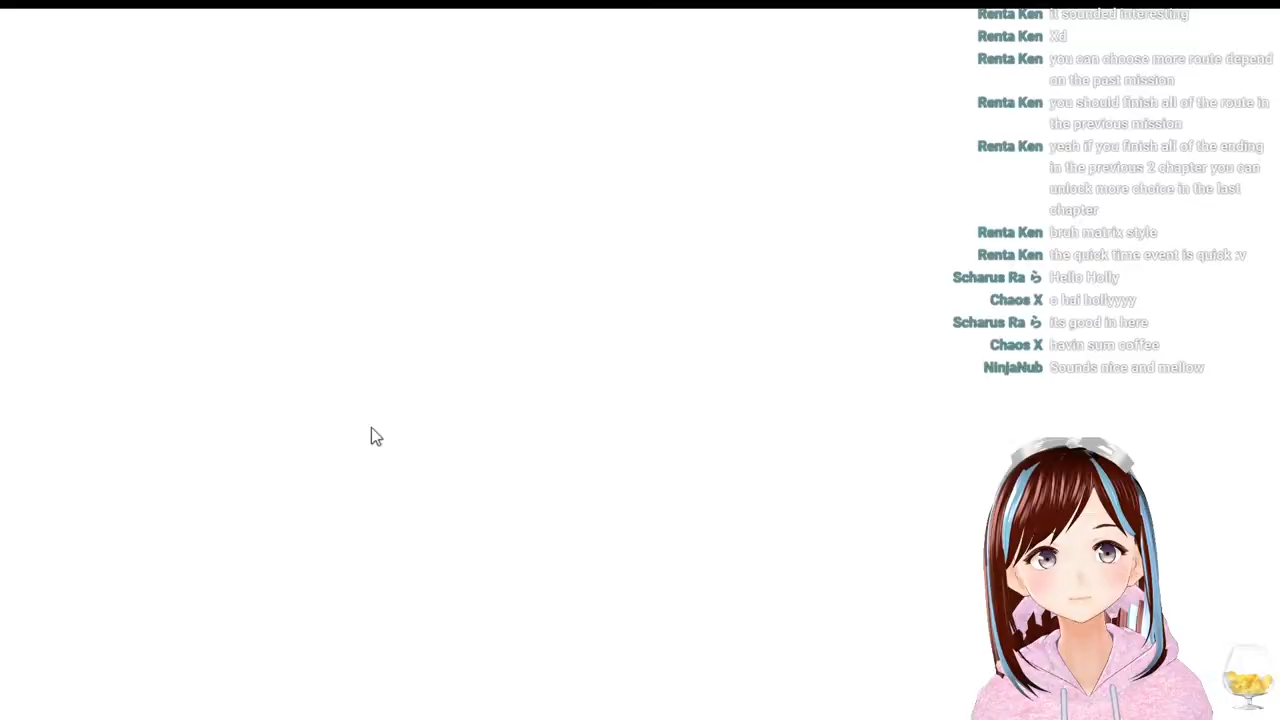 Renta Ken it sounded interesting
Renta Ken Xd
Renta Ken you can choose more route depend
on the past mission
Renta Ken you should finish all of the route in
the previous mission
Renta Ken yeah if you finish all of the ending
in the previous 2 chapter you can
unlock more choice in the last
chapter
Renta Ken bruh matrix style
Renta Ken the quick time event is quick :v
Scharus Ra ら Hello Holly
Chaos X o hai hollyyyy
Scharus Ra ら its good in here
Chaos X havin sum coffee
NinjaNub Sounds nice and mellow